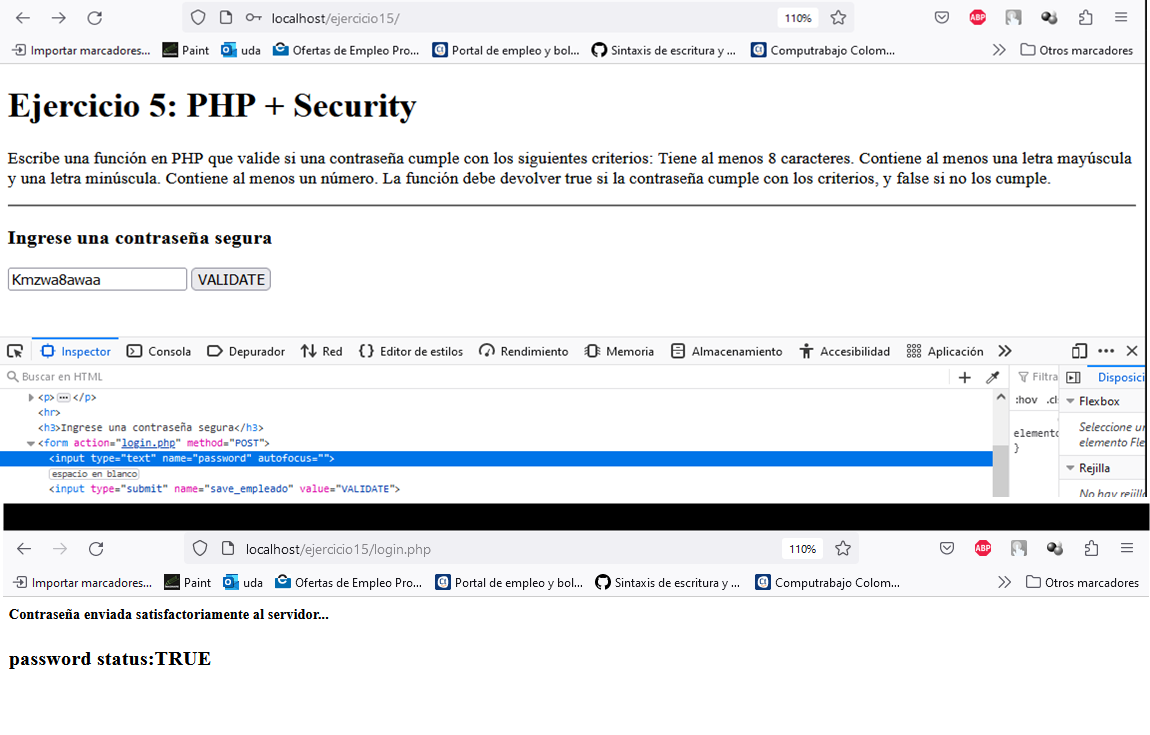 localhost/ejercicio15/ 110% ABP
Importar marcadores... Paint uda Ofertas de Empleo Pro... Portal de empleo y bol... Sintaxis de escritura y ... Computrabajo Colom... Otros marcadores
Ejercicio 5: PHP + Security
Escribe una función en PHP que valide si una contraseña cumple con los siguientes criterios: Tiene al menos 8 caracteres. Contiene al menos una letra mayúscula
y una letra minúscula. Contiene al menos un número. La función debe devolver true si la contraseña cumple con los criterios, y false si no los cumple.
Ingrese una contraseña segura
Kmzwa8awaa VALIDATE
Inspector Consola Depurador Red Editor de estilos Rendimiento Memoria Almacenamiento Accesibilidad Aplicación
Buscar en HTML Filtra Disposici
<p> ... </p> :hov .cl Flexbox
<hr>
<h3>Ingrese una contraseña segura</h3> Seleccione un
<form action="login.php" method="POST"> elemento elemento Fle
<input type="text" name="password" autofocus=""> }
espacio en blanco Rejilla
<input type="submit" name="save_empleado" value="VALIDATE"> No hay rejill
localhost/ejercicio15/login.php 110% ABP
Importar marcadores... Paint uda Ofertas de Empleo Pro... Portal de empleo y bol... Sintaxis de escritura y ... Computrabajo Colom... Otros marcadores
Contraseña enviada satisfactoriamente al servidor...
password status:TRUE